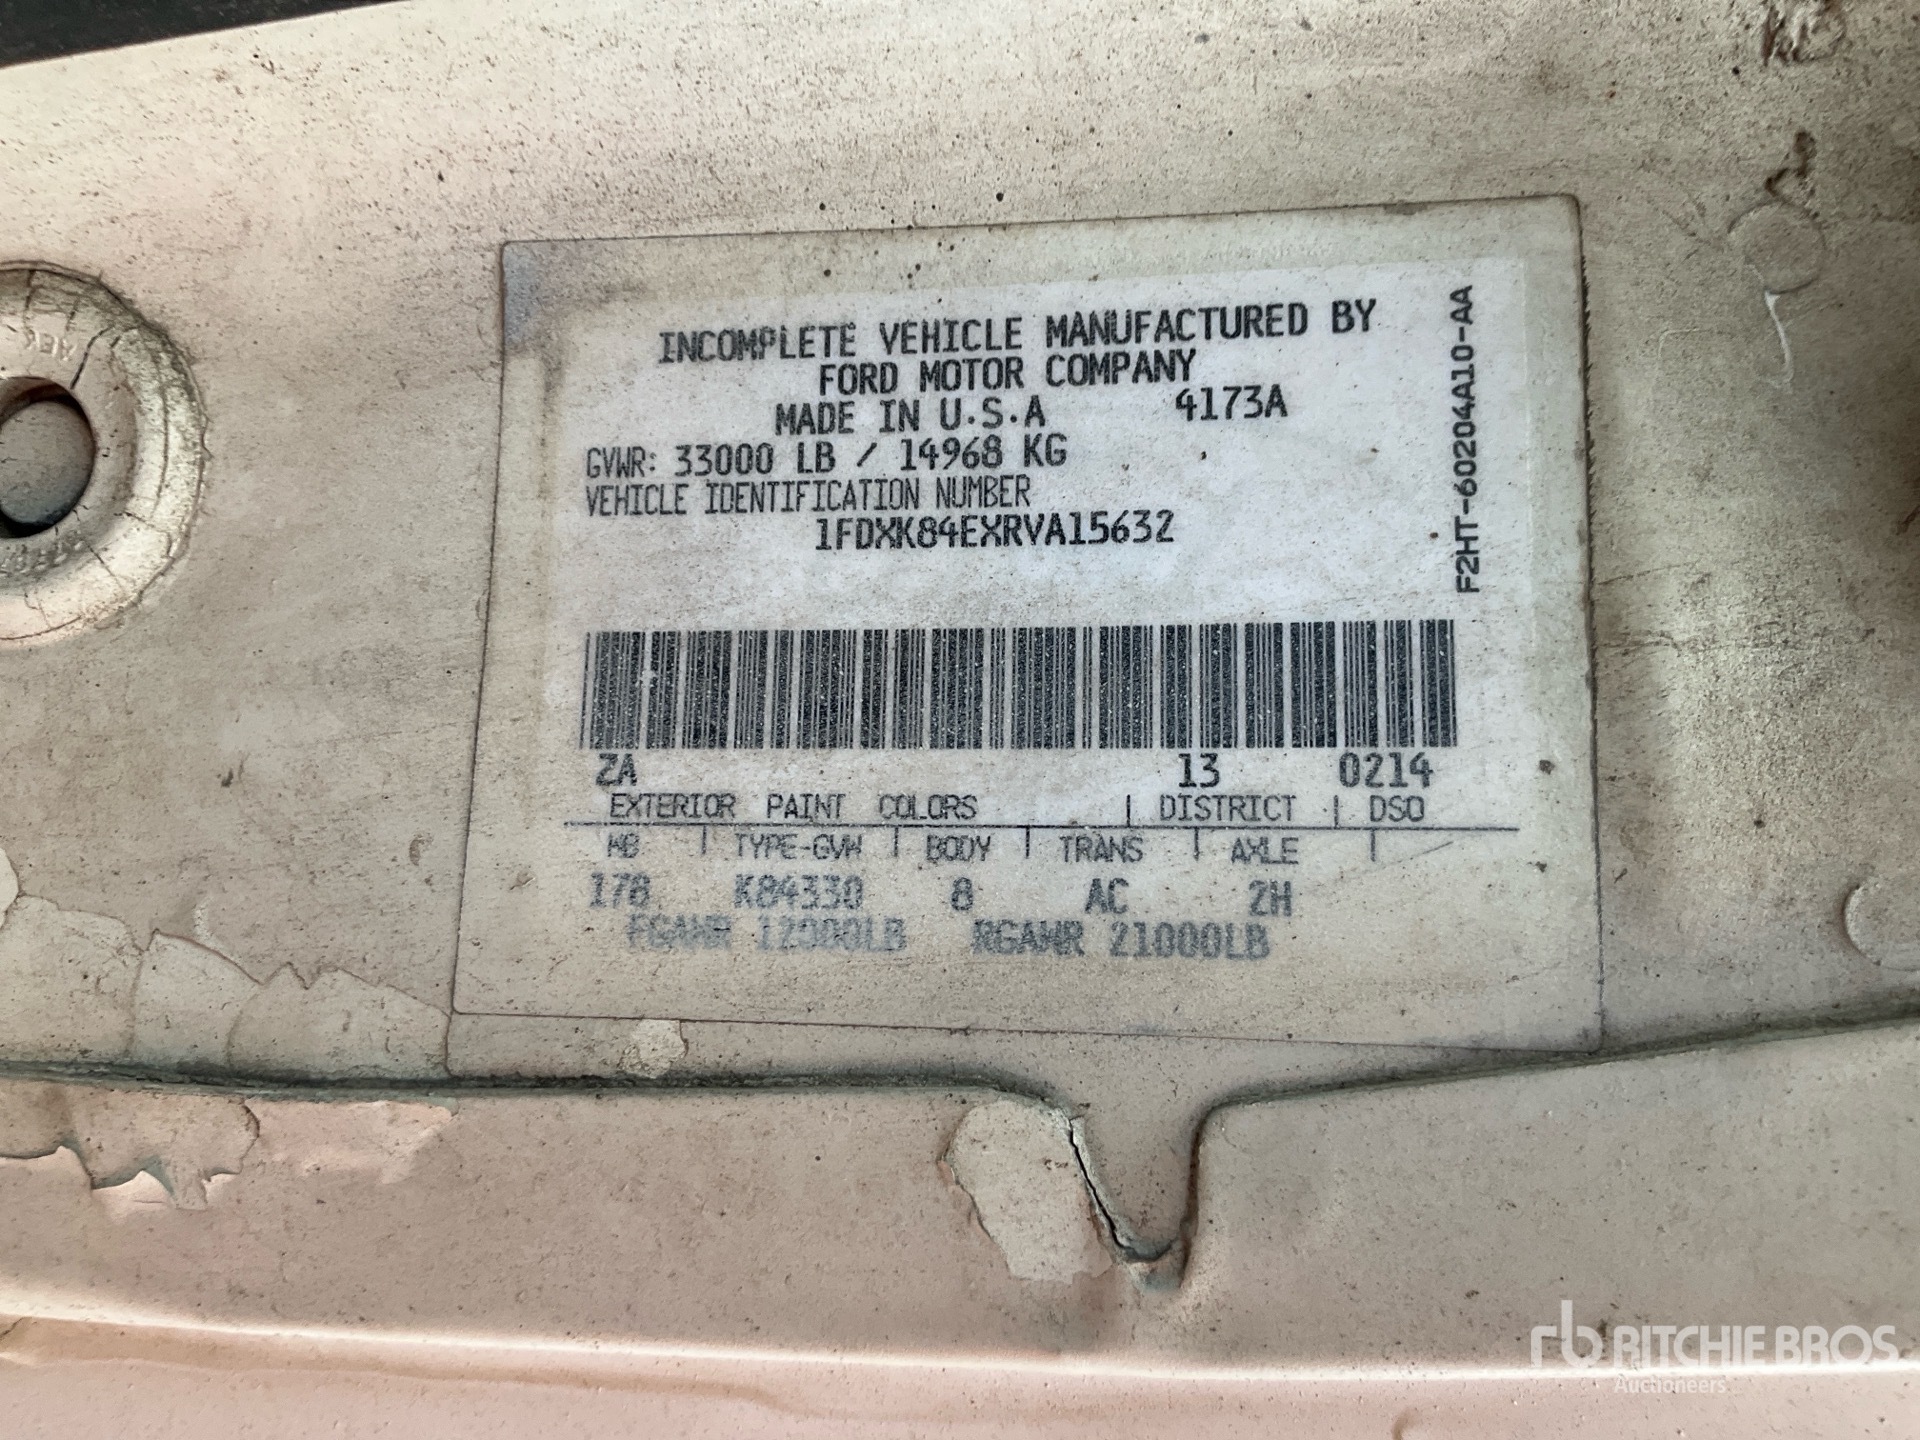 INCOMPLETE VEHICLE MANUFACTURED BY
FORD MOTOR COMPANY
MADE IN U.S.A 4173A
GVWR: 33000 LB / 14968 KG
VEHICLE IDENTIFICATION NUMBER
1FDXK84EXRVA15632
F2HT-60204A10-AA
ZA 13 0214
EXTERIOR PAINT COLORS | DISTRICT | DSO
WB | TYPE-GVW | BODY | TRANS | AXLE |
178 K84330 8 AC 2H
FGAWR 12000LB RGAWR 21000LB
rb RITCHIE BROS
Auctioneers